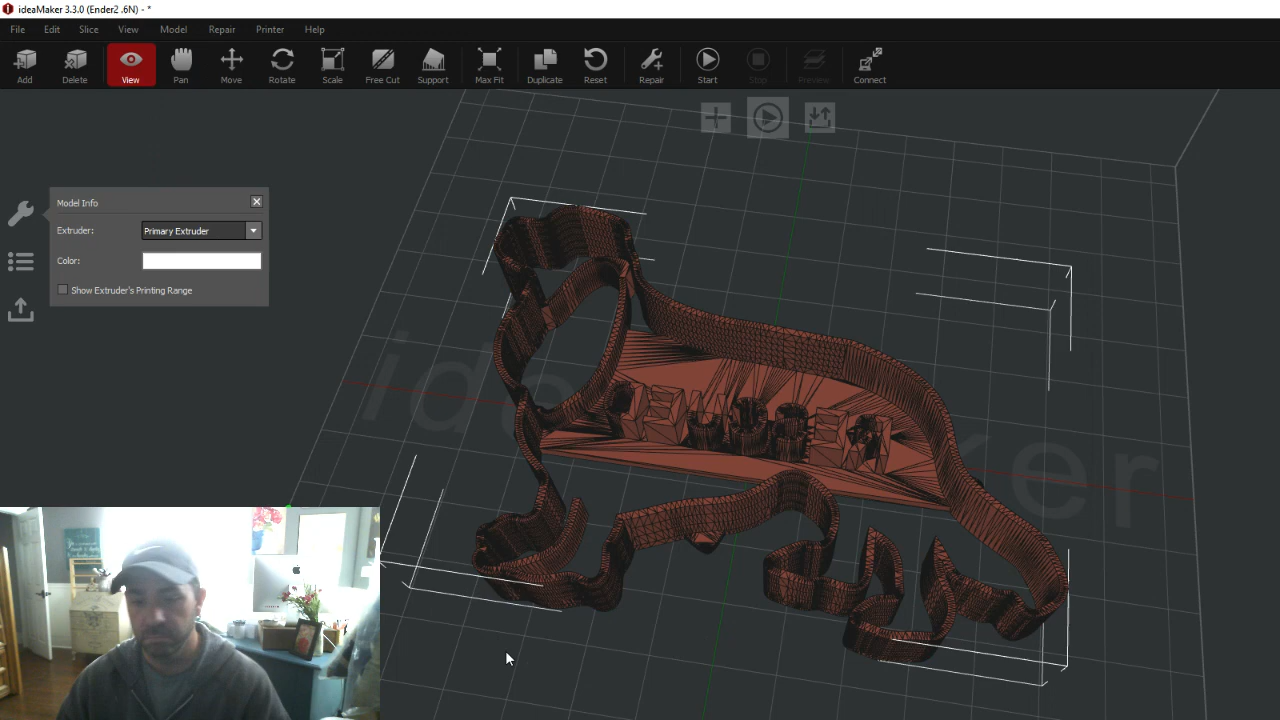 ideaMaker 3.3.0 (Ender2 .6N) - *
File Edit Slice View Model Repair Printer Help
Add Delete View Pan Move Rotate Scale Free Cut Support Max Fit Duplicate Reset Repair Start Stop Preview Connect
Model Info
Extruder: Primary Extruder
Color:
Show Extruder's Printing Range